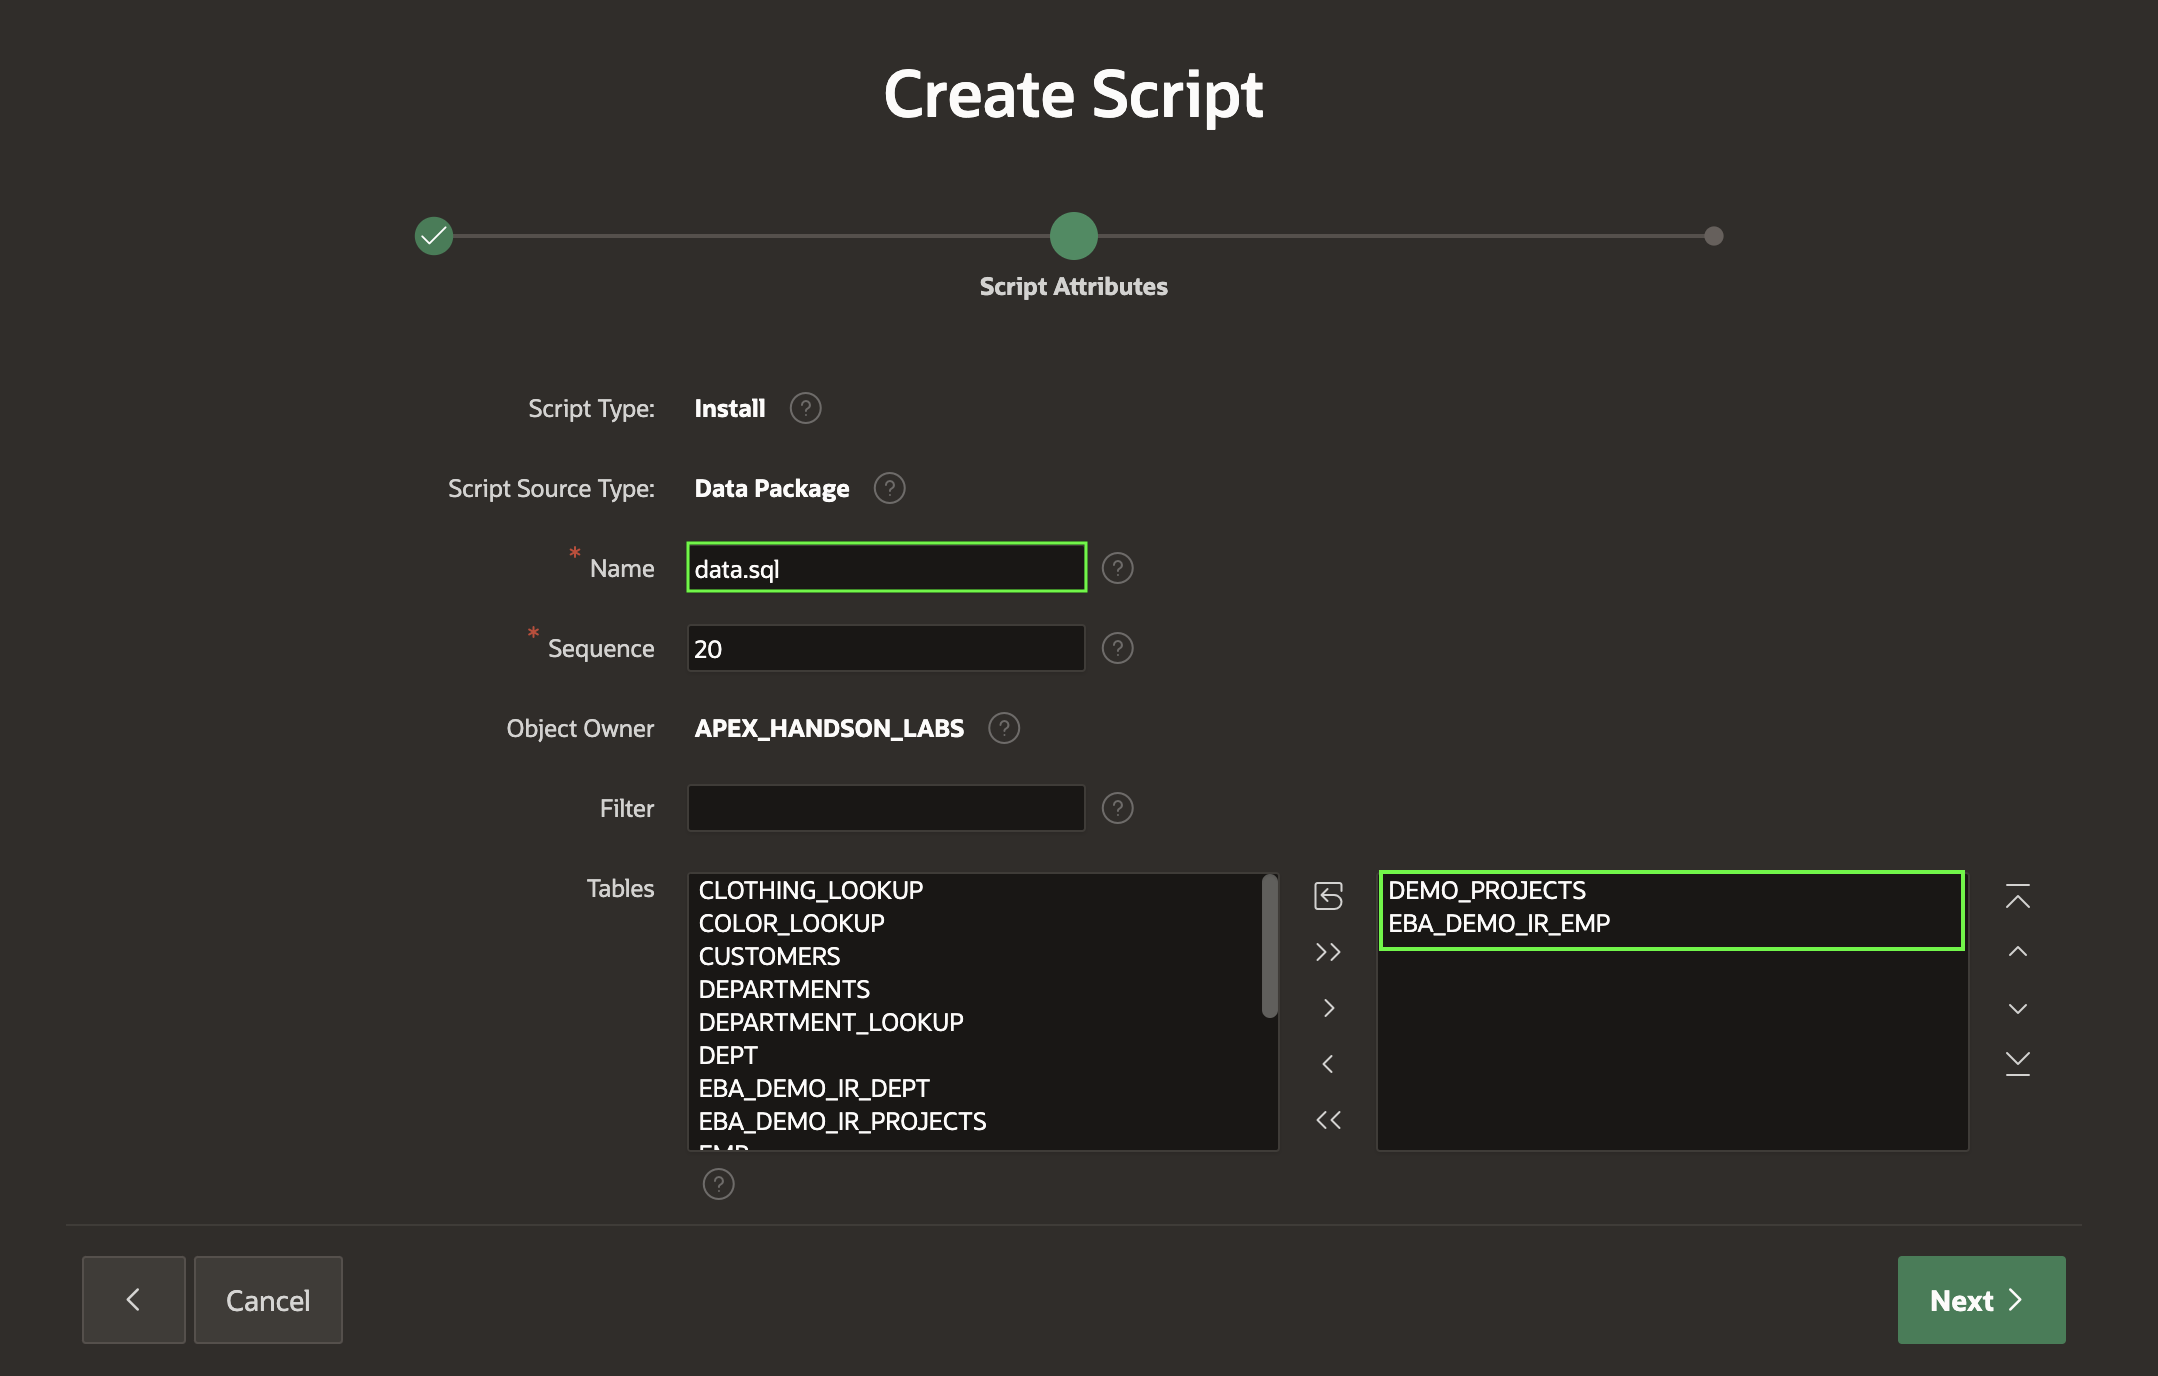 Create Script
Script Attributes
Script Type: Install ?
Script Source Type: Data Package ?
* Name data.sql ?
* Sequence 20 ?
Object Owner APEX_HANDSON_LABS ?
Filter ?
Tables
CLOTHING_LOOKUP
COLOR_LOOKUP
CUSTOMERS
DEPARTMENTS
DEPARTMENT_LOOKUP
DEPT
EBA_DEMO_IR_DEPT
EBA_DEMO_IR_PROJECTS
DEMO_PROJECTS
EBA_DEMO_IR_EMP
?
Cancel
Next